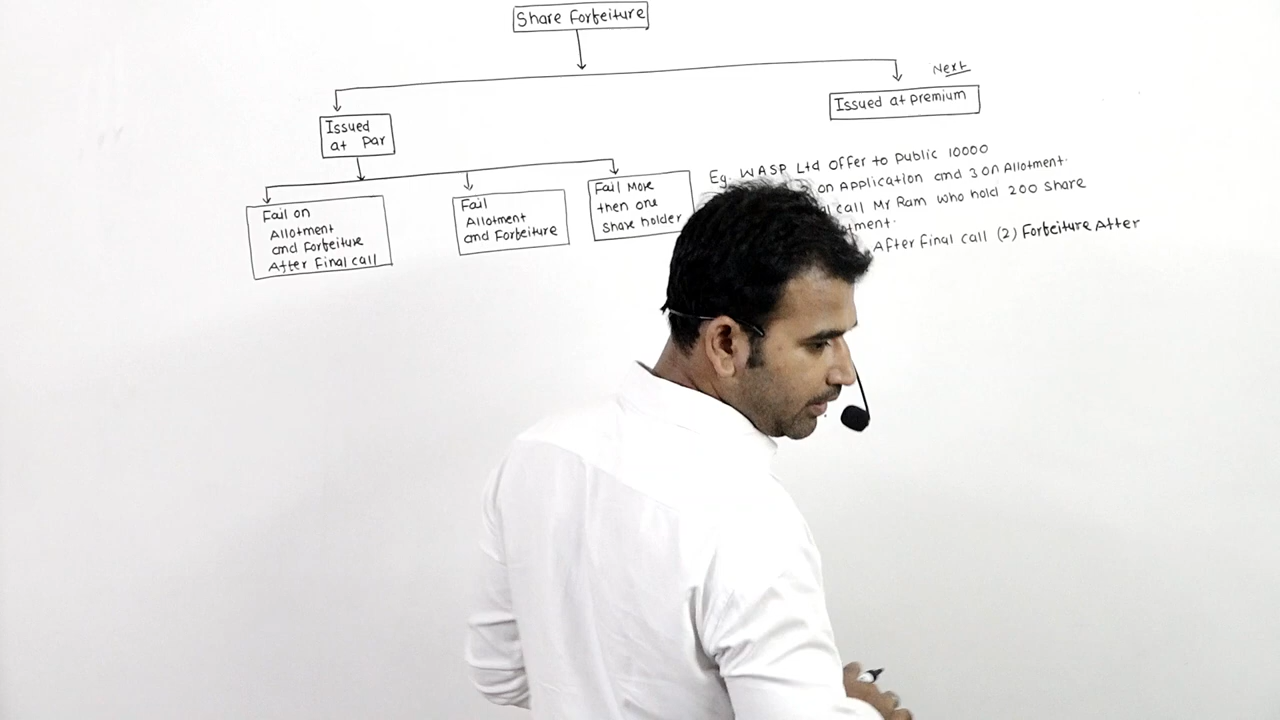 Share Forfeiture
Next
Issued at premium
Issued
at Par
Fail on
Allotment
and Forfeiture
After Final call
Fail
Allotment
and Forfeiture
Fail More
then one
share holder
Eg. WASP Ltd offer to Public 10000
on Application and 3 on Allotment.
call Mr Ram who hold 200 Share
After Final call (2) Forfeiture After